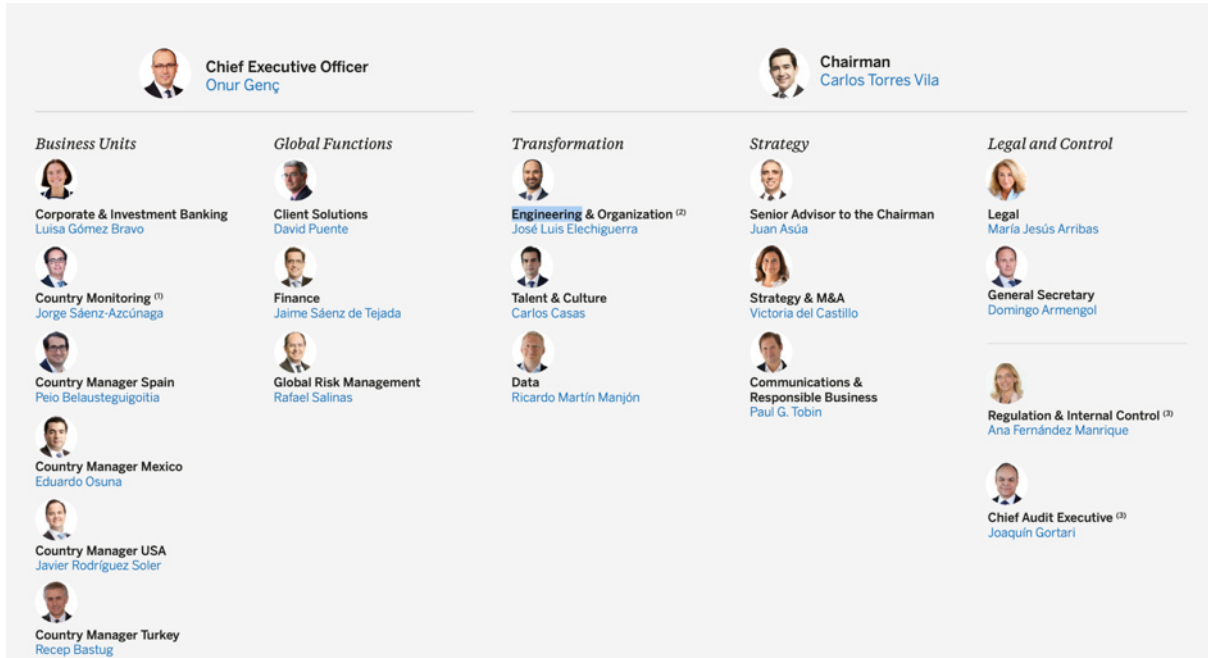 Chief Executive Officer
Onur Genç
Chairman
Carlos Torres Vila
Business Units
Corporate & Investment Banking
Luisa Gómez Bravo
Country Monitoring (1)
Jorge Sáenz-Azcúnaga
Country Manager Spain
Peio Belausteguigoitia
Country Manager Mexico
Eduardo Osuna
Country Manager USA
Javier Rodríguez Soler
Country Manager Turkey
Recep Bastug
Global Functions
Client Solutions
David Puente
Finance
Jaime Sáenz de Tejada
Global Risk Management
Rafael Salinas
Transformation
Engineering & Organization (2)
José Luis Elechiguerra
Talent & Culture
Carlos Casas
Data
Ricardo Martín Manjón
Strategy
Senior Advisor to the Chairman
Juan Asúa
Strategy & M&A
Victoria del Castillo
Communications &
Responsible Business
Paul G. Tobin
Legal and Control
Legal
María Jesús Arribas
General Secretary
Domingo Armengol
Regulation & Internal Control (3)
Ana Fernández Manrique
Chief Audit Executive (3)
Joaquín Gortari